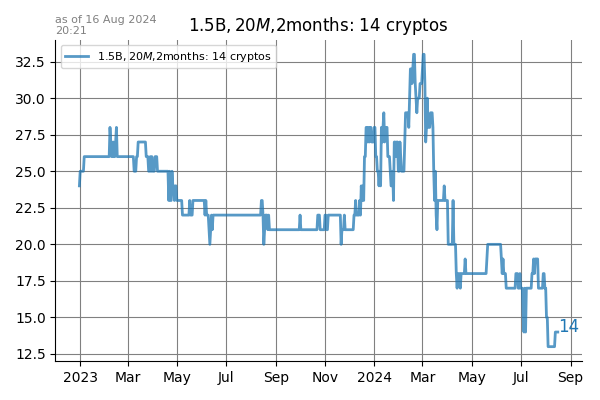 as of 16 Aug 2024
20:21
1.5B, 20M,2months: 14 cryptos
1.5B, 20M,2months: 14 cryptos
32.5
30.0
27.5
25.0
22.5
20.0
17.5
15.0
12.5
14
2023 Mar May Jul Sep Nov 2024 Mar May Jul Sep